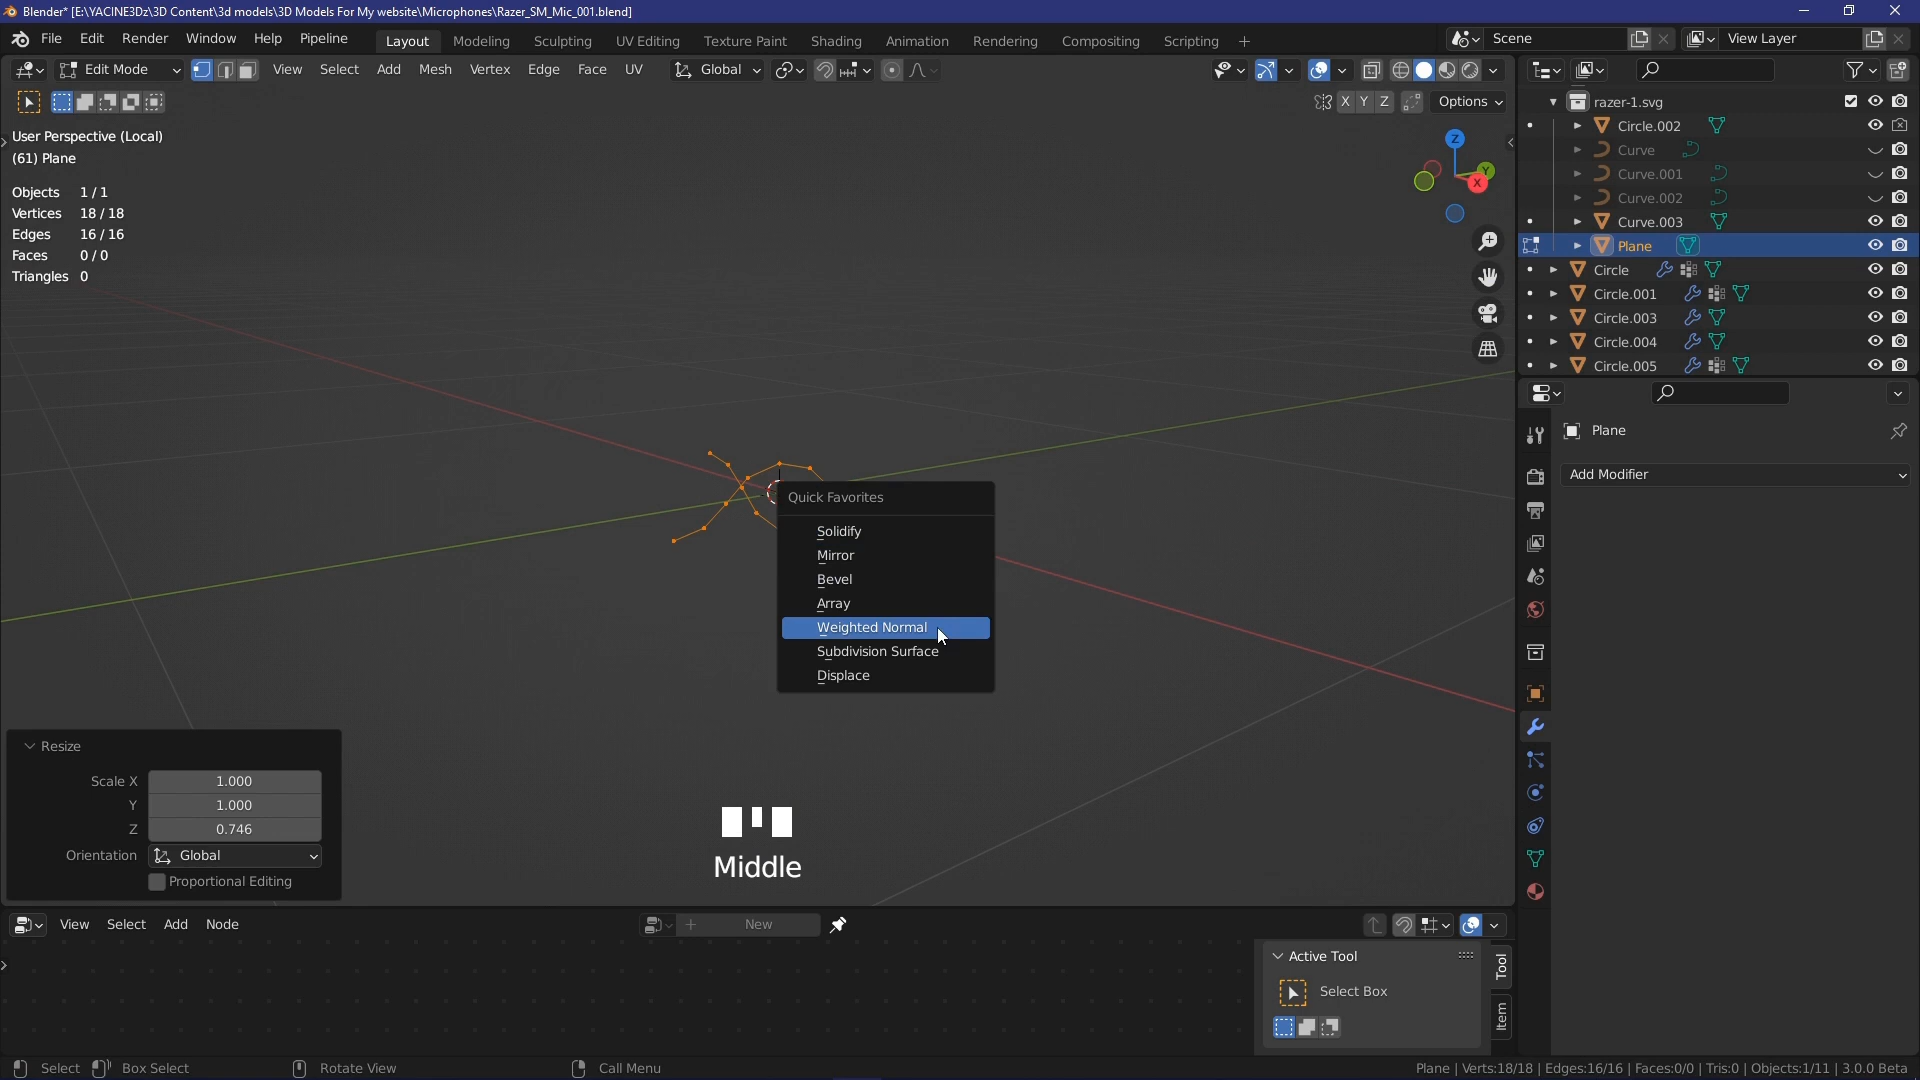 Blender* [E:\YACINE3Dz\3D Content\3d models\3D Models For My website\Microphones\Razer_SM_Mic_001.blend]
File Edit Render Window Help Pipeline Layout Modeling Sculpting UV Editing Texture Paint Shading Animation Rendering Compositing Scripting + Scene View Layer
Edit Mode View Select Add Mesh Vertex Edge Face UV Global
X Y Z Options
User Perspective (Local)
(61) Plane
Objects 1 / 1
Vertices 18 / 18
Edges 16 / 16
Faces 0 / 0
Triangles 0
Z
Y
X
razer-1.svg
Circle.002
Curve
Curve.001
Curve.002
Curve.003
Plane
Circle
Circle.001
Circle.003
Circle.004
Circle.005
Plane
Add Modifier
Quick Favorites
Solidify
Mirror
Bevel
Array
Weighted Normal
Subdivision Surface
Displace
Resize
Scale X 1.000
Y 1.000
Z 0.746
Orientation Global
Proportional Editing
Middle
View Select Add Node New
Active Tool
Select Box
Tool
Item
Select Box Select Rotate View Call Menu Plane | Verts:18/18 | Edges:16/16 | Faces:0/0 | Tris:0 | Objects:1/11 | 3.0.0 Beta